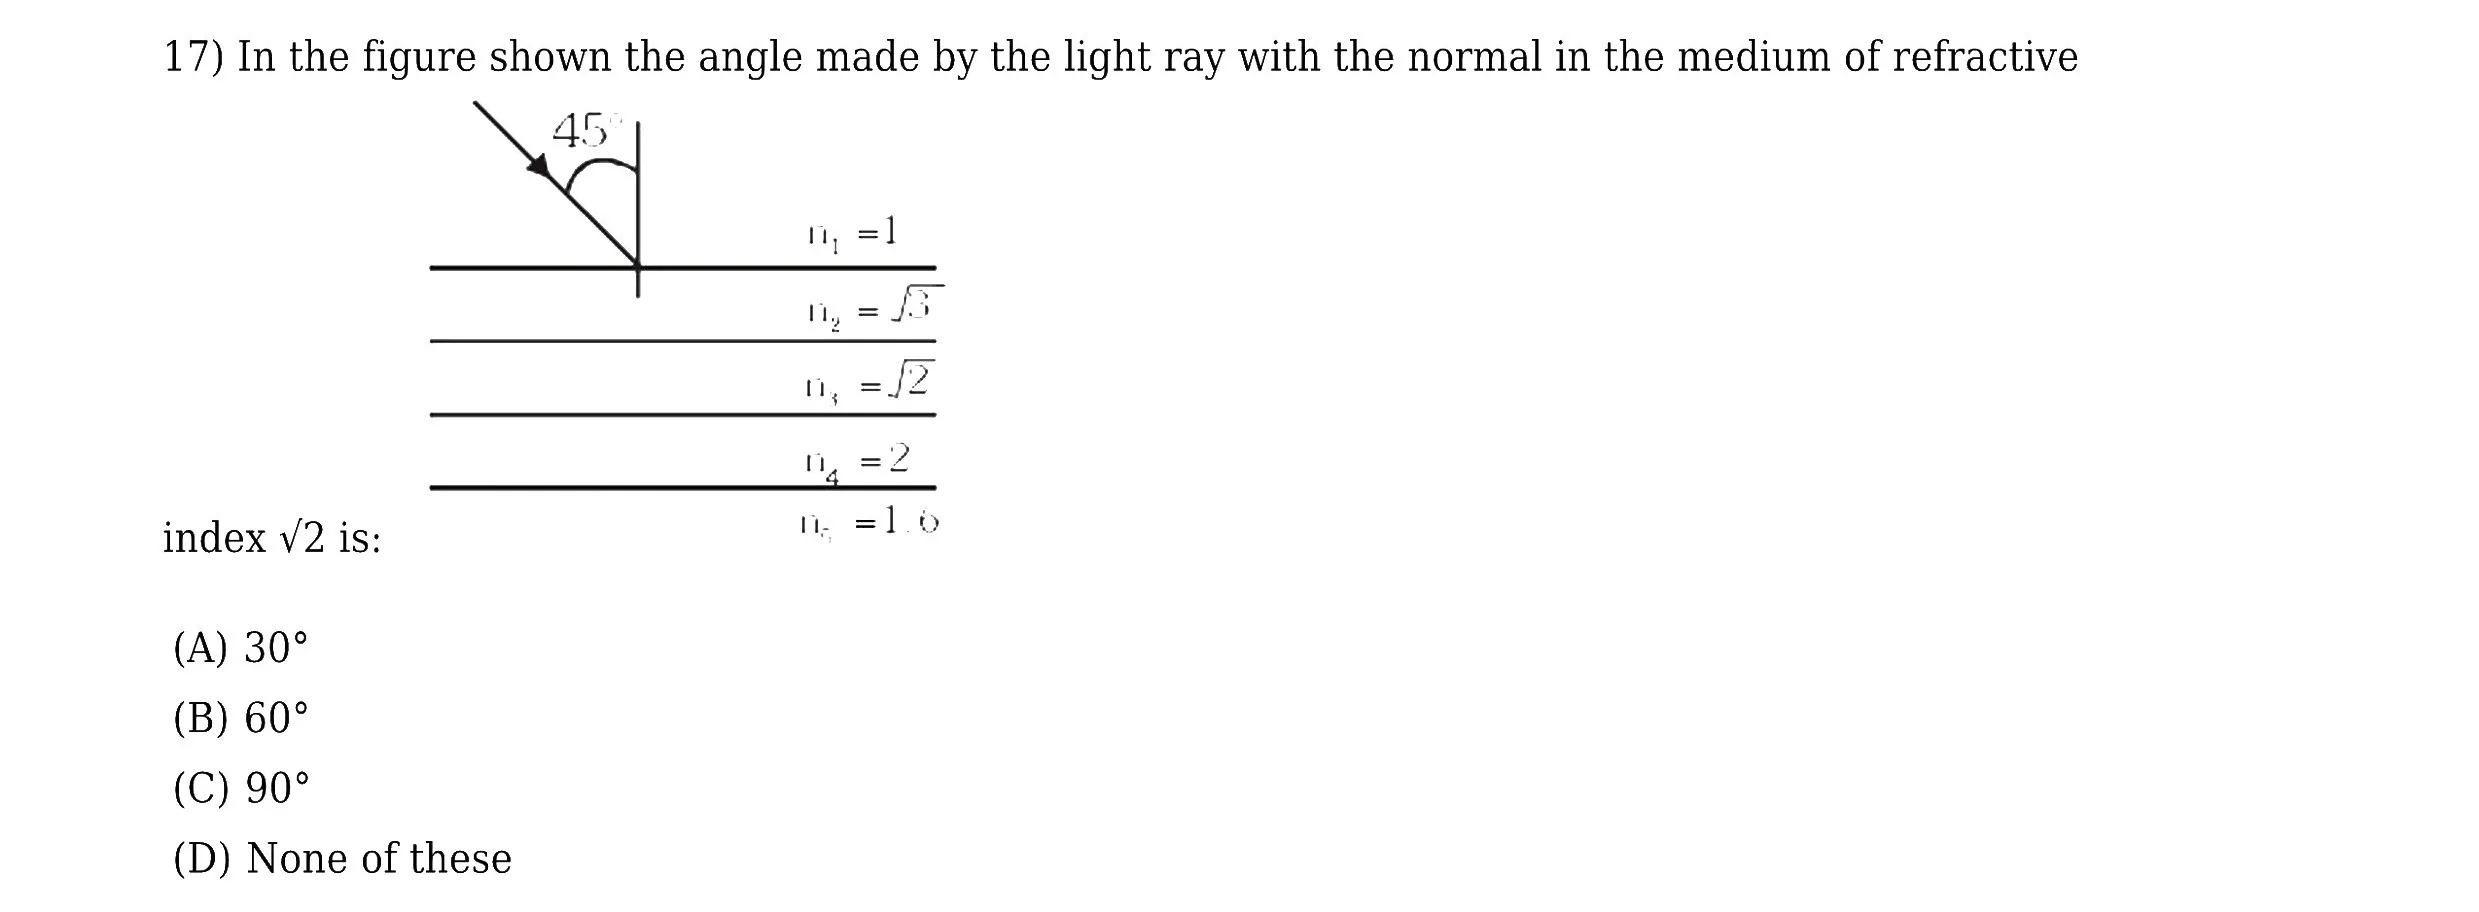 17) In the figure shown the angle made by the light ray with the normal in the medium of refractive
45°
n₁ =1
n₂ = √3
n₃ =√2
n₄ =2
=1.6
index √2 is:
(A) 30°
(B) 60°
(C) 90°
(D) None of these